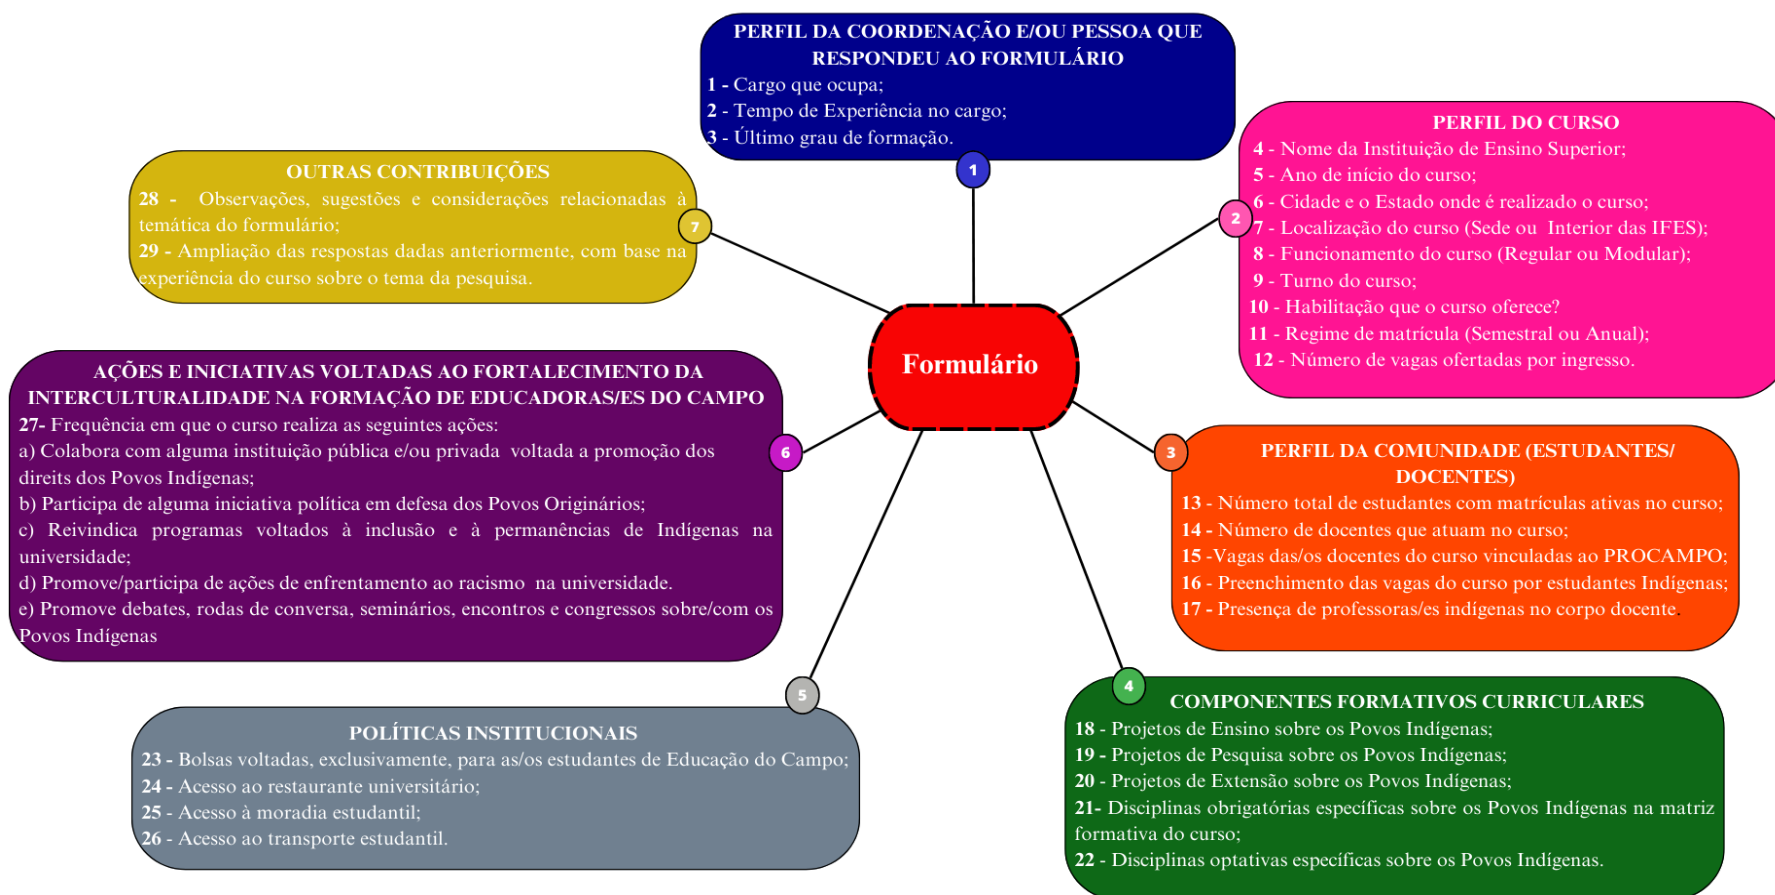 PERFIL DA COORDENAÇÃO E/OU PESSOA QUE
RESPONDEU AO FORMULÁRIO
1 - Cargo que ocupa;
2 - Tempo de Experiência no cargo;
3 - Último grau de formação.
1
PERFIL DO CURSO
4 - Nome da Instituição de Ensino Superior;
5 - Ano de início do curso;
6 - Cidade e o Estado onde é realizado o curso;
7 - Localização do curso (Sede ou Interior das IFES);
8 - Funcionamento do curso (Regular ou Modular);
9 - Turno do curso;
10 - Habilitação que o curso oferece?
11 - Regime de matrícula (Semestral ou Anual);
12 - Número de vagas ofertadas por ingresso.
2
Formulário
PERFIL DA COMUNIDADE (ESTUDANTES/
DOCENTES)
13 - Número total de estudantes com matrículas ativas no curso;
14 - Número de docentes que atuam no curso;
15 -Vagas das/os docentes do curso vinculadas ao PROCAMPO;
16 - Preenchimento das vagas do curso por estudantes Indígenas;
17 - Presença de professoras/es indígenas no corpo docente.
3
COMPONENTES FORMATIVOS CURRICULARES
18 - Projetos de Ensino sobre os Povos Indígenas;
19 - Projetos de Pesquisa sobre os Povos Indígenas;
20 - Projetos de Extensão sobre os Povos Indígenas;
21- Disciplinas obrigatórias específicas sobre os Povos Indígenas na matriz
formativa do curso;
22 - Disciplinas optativas específicas sobre os Povos Indígenas.
4
POLÍTICAS INSTITUCIONAIS
23 - Bolsas voltadas, exclusivamente, para as/os estudantes de Educação do Campo;
24 - Acesso ao restaurante universitário;
25 - Acesso à moradia estudantil;
26 - Acesso ao transporte estudantil.
5
AÇÕES E INICIATIVAS VOLTADAS AO FORTALECIMENTO DA
INTERCULTURALIDADE NA FORMAÇÃO DE EDUCADORAS/ES DO CAMPO
27- Frequência em que o curso realiza as seguintes ações:
a) Colabora com alguma instituição pública e/ou privada voltada a promoção dos
direits dos Povos Indígenas;
b) Participa de alguma iniciativa política em defesa dos Povos Originários;
c) Reivindica programas voltados à inclusão e à permanências de Indígenas na
universidade;
d) Promove/participa de ações de enfrentamento ao racismo na universidade.
e) Promove debates, rodas de conversa, seminários, encontros e congressos sobre/com os
Povos Indígenas
6
OUTRAS CONTRIBUIÇÕES
28 - Observações, sugestões e considerações relacionadas à
temática do formulário;
29 - Ampliação das respostas dadas anteriormente, com base na
experiência do curso sobre o tema da pesquisa.
7